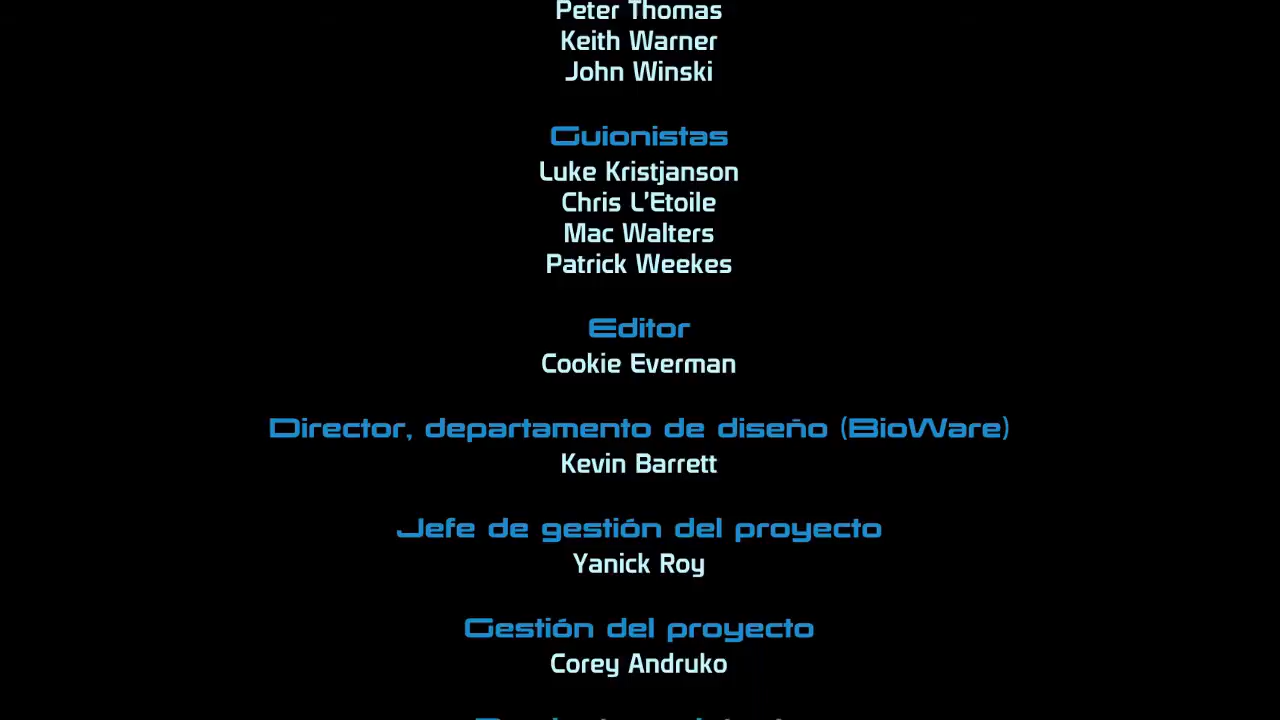 Peter Thomas
Keith Warner
John Winski
Guionistas
Luke Kristjanson
Chris L'Etoile
Mac Walters
Patrick Weekes
Editor
Cookie Everman
Director, departamento de diseño (BioWare)
Kevin Barrett
Jefe de gestión del proyecto
Yanick Roy
Gestión del proyecto
Corey Andruko